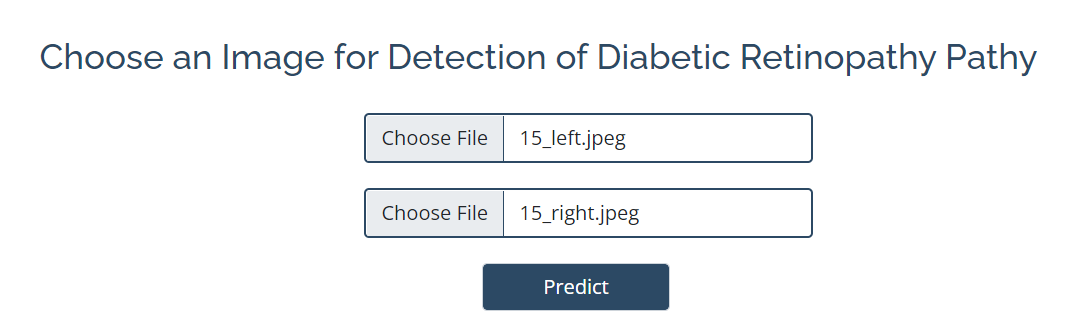 Choose an Image for Detection of Diabetic Retinopathy Pathy
Choose File 15_left.jpeg
Choose File 15_right.jpeg
Predict